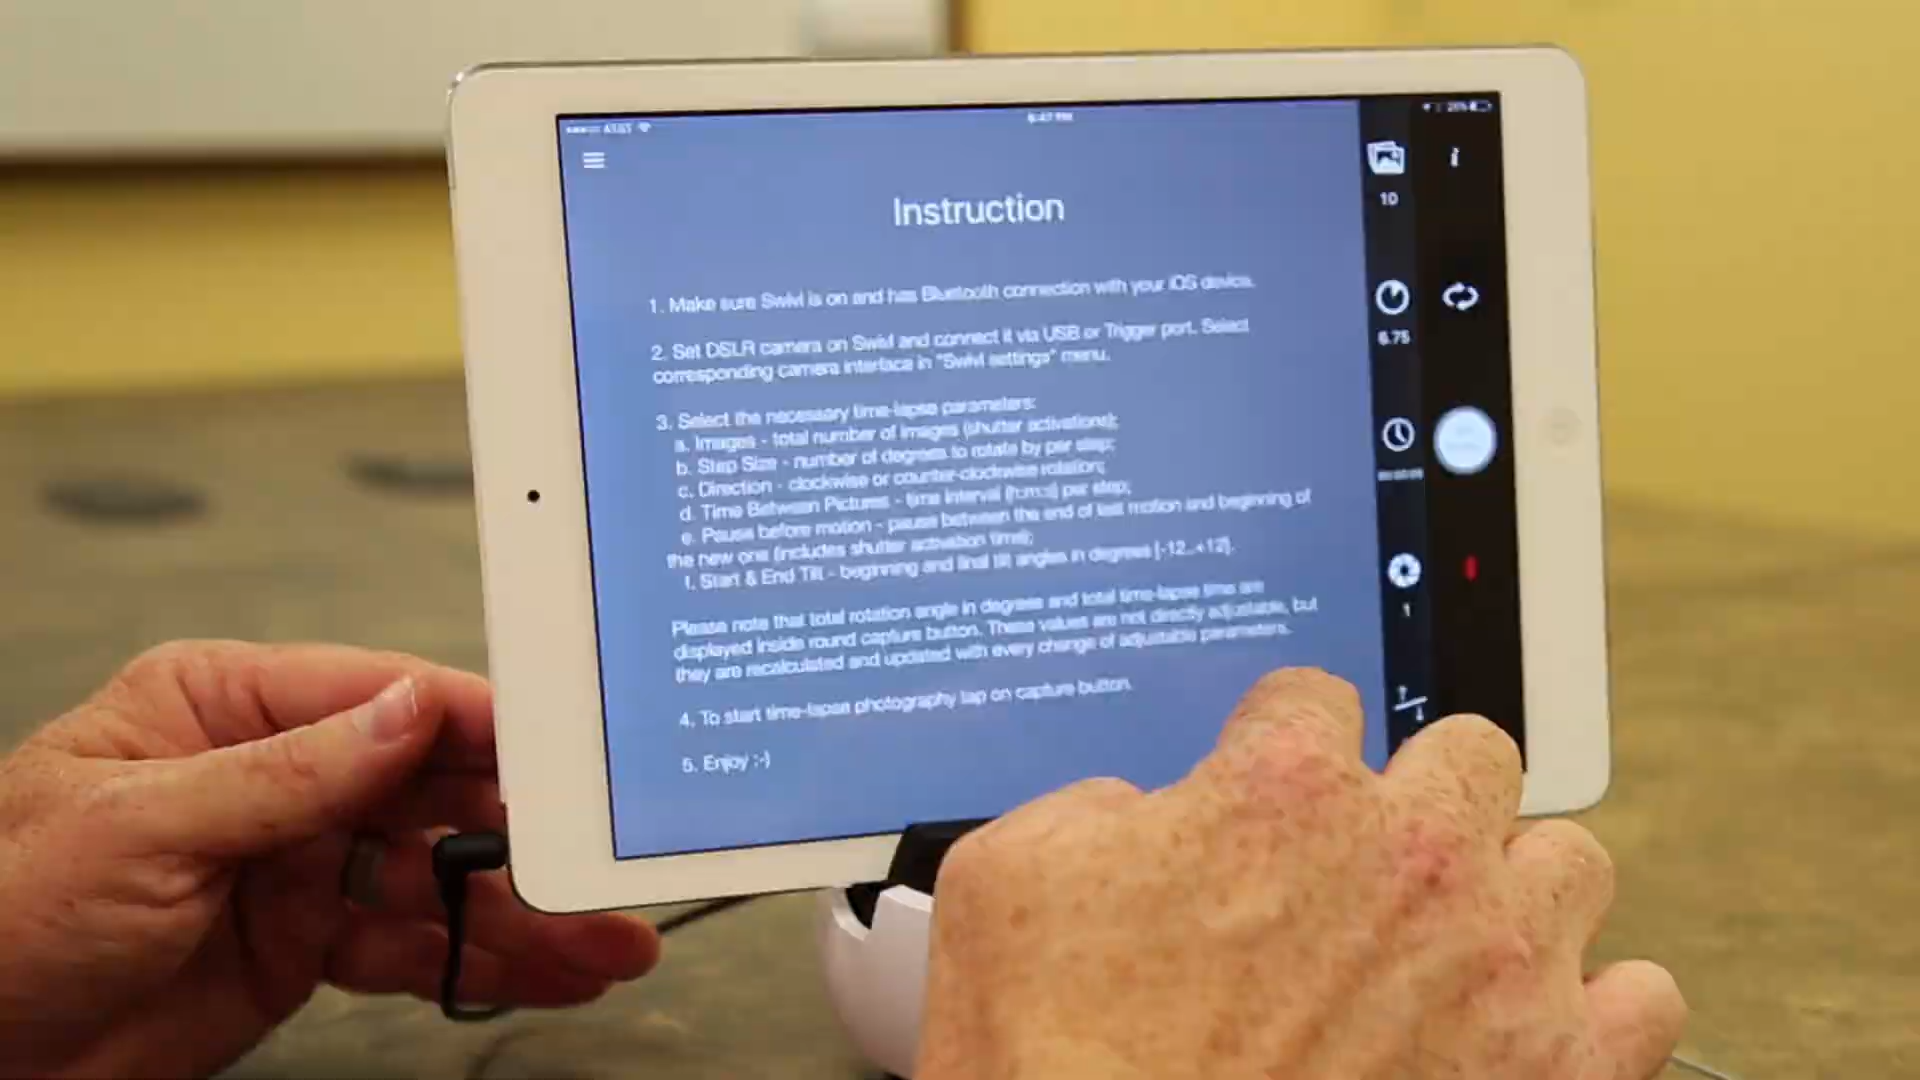 AT&T
6:47 PM
Instruction
1. Make sure Swivl is on and has Bluetooth connection with your iOS device.
2. Set DSLR camera on Swivl and connect it via USB or Trigger port. Select
corresponding camera interface in "Swivl settings" menu.
3. Select the necessary time-lapse parameters:
a. Images - total number of images (shutter activations);
b. Step Size - number of degrees to rotate by per step;
c. Direction - clockwise or counter-clockwise rotation;
d. Time Between Pictures - time interval (h:m:s) per step;
e. Pause before motion - pause between the end of last motion and beginning of
the new one (includes shutter activation time);
f. Start & End Tilt - beginning and final tilt angles in degrees [-12..+12].
Please note that total rotation angle in degrees and total time-lapse time are
displayed inside round capture button. These values are not directly adjustable, but
they are recalculated and updated with every change of adjustable parameters.
4. To start time-lapse photography tap on capture button.
5. Enjoy :-)
i
10
6.75
1